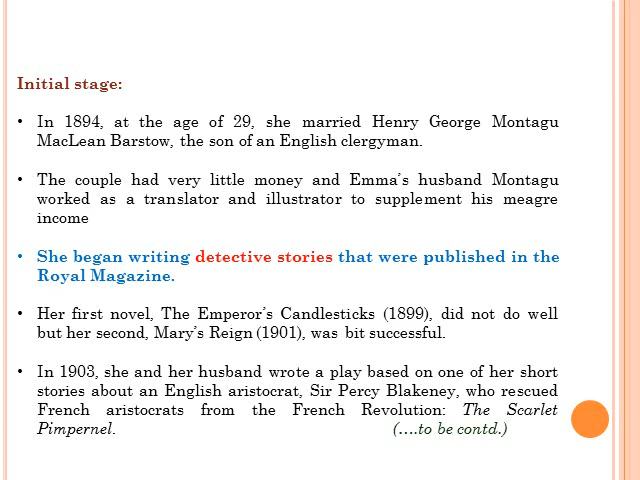 Initial stage:
• In 1894, at the age of 29, she married Henry George Montagu
MacLean Barstow, the son of an English clergyman.
• The couple had very little money and Emma's husband Montagu
worked as a translator and illustrator to supplement his meagre
income
• She began writing detective stories that were published in the
Royal Magazine.
• Her first novel, The Emperor's Candlesticks (1899), did not do well
but her second, Mary's Reign (1901), was bit successful.
• In 1903, she and her husband wrote a play based on one of her short
stories about an English aristocrat, Sir Percy Blakeney, who rescued
French aristocrats from the French Revolution: The Scarlet
Pimpernel. (….to be contd.)